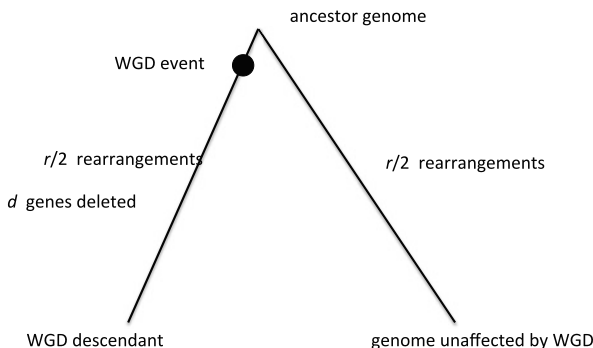 ancestor genome
WGD event
r/2 rearrangements
r/2 rearrangements
d genes deleted
WGD descendant
genome unaffected by WGD